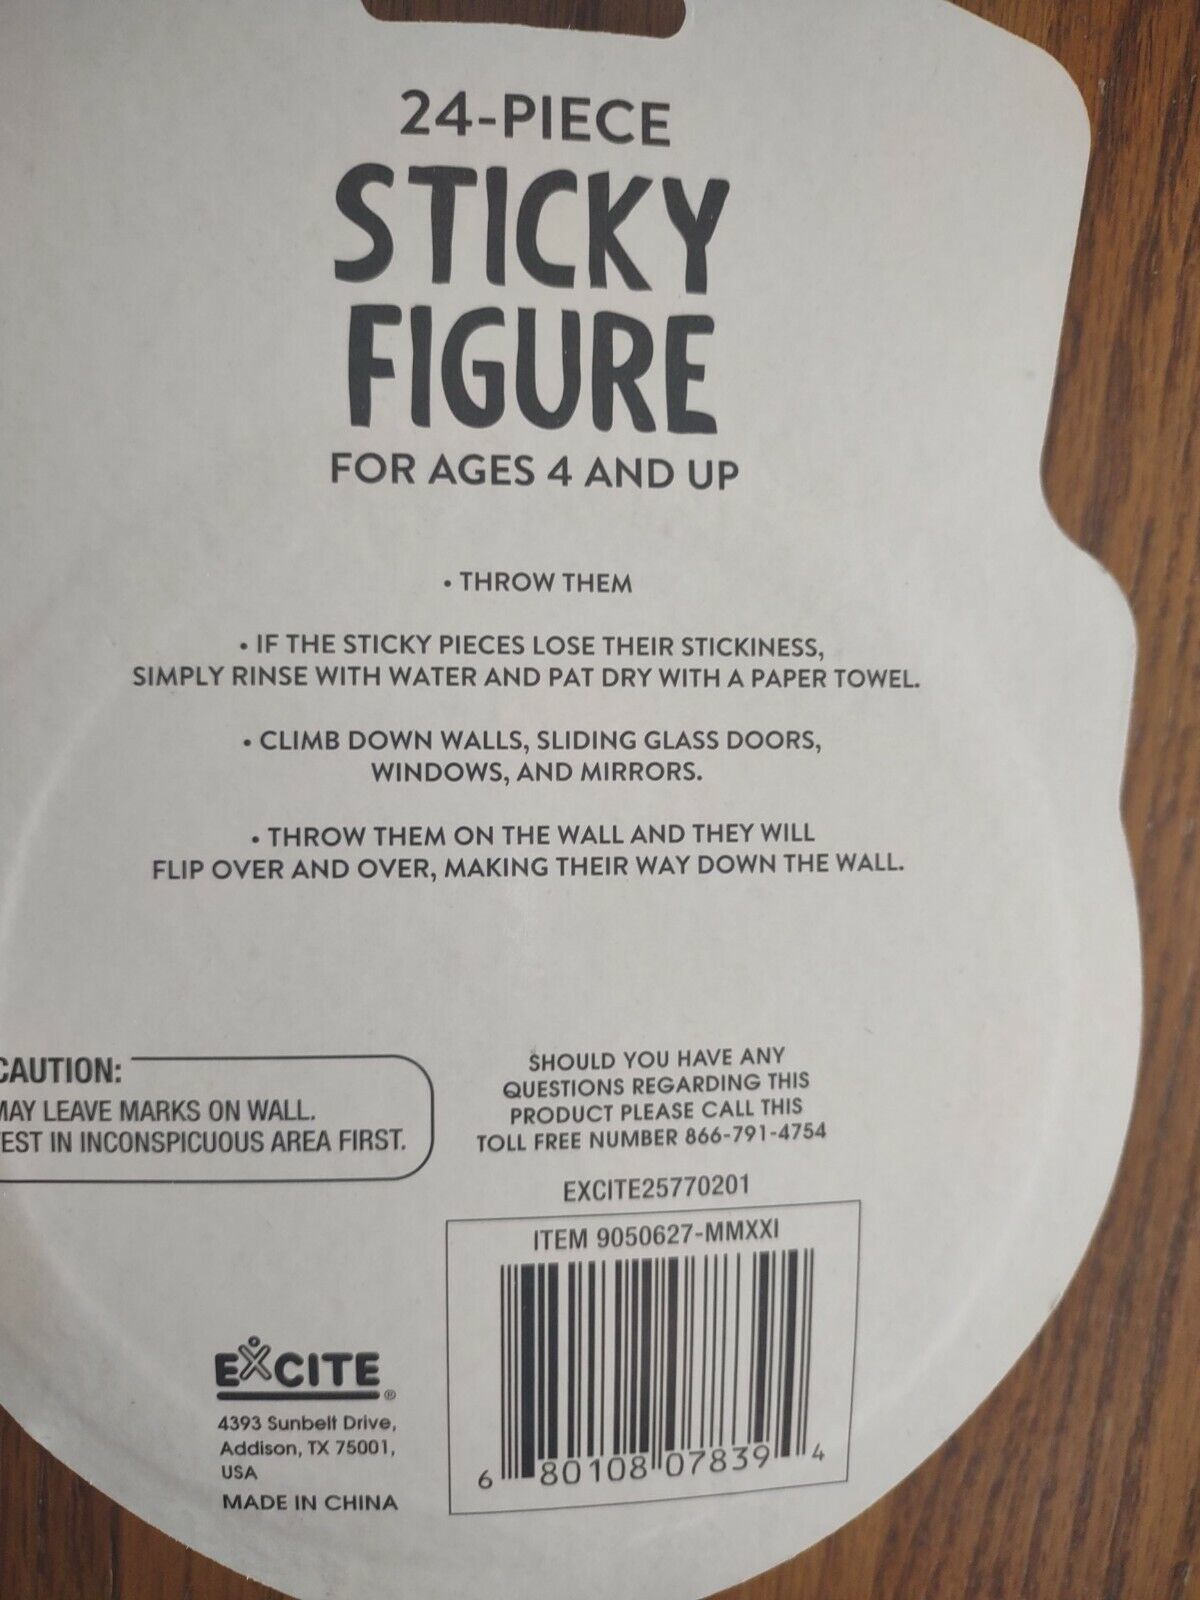 24-PIECE
STICKY
FIGURE
FOR AGES 4 AND UP
• THROW THEM
• IF THE STICKY PIECES LOSE THEIR STICKINESS,
SIMPLY RINSE WITH WATER AND PAT DRY WITH A PAPER TOWEL.
• CLIMB DOWN WALLS, SLIDING GLASS DOORS,
WINDOWS, AND MIRRORS.
• THROW THEM ON THE WALL AND THEY WILL
FLIP OVER AND OVER, MAKING THEIR WAY DOWN THE WALL.
CAUTION:
MAY LEAVE MARKS ON WALL.
EST IN INCONSPICUOUS AREA FIRST.
SHOULD YOU HAVE ANY
QUESTIONS REGARDING THIS
PRODUCT PLEASE CALL THIS
TOLL FREE NUMBER 866-791-4754
EXCITE25770201
ITEM 9050627-MMXXI
6 80108 07839 4
EXCITE®
4393 Sunbelt Drive,
Addison, TX 75001,
USA
MADE IN CHINA